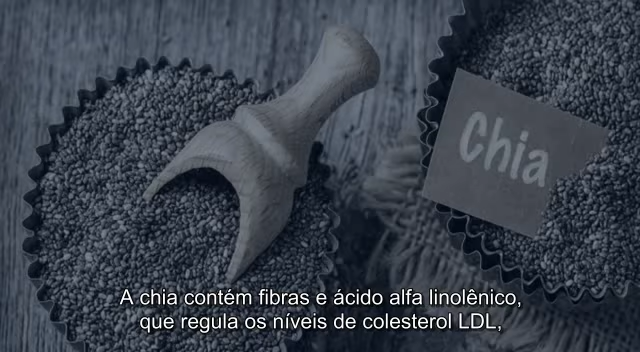 Chia
A chia contém fibras e ácido alfa linolênico,
que regula os níveis de colesterol LDL,